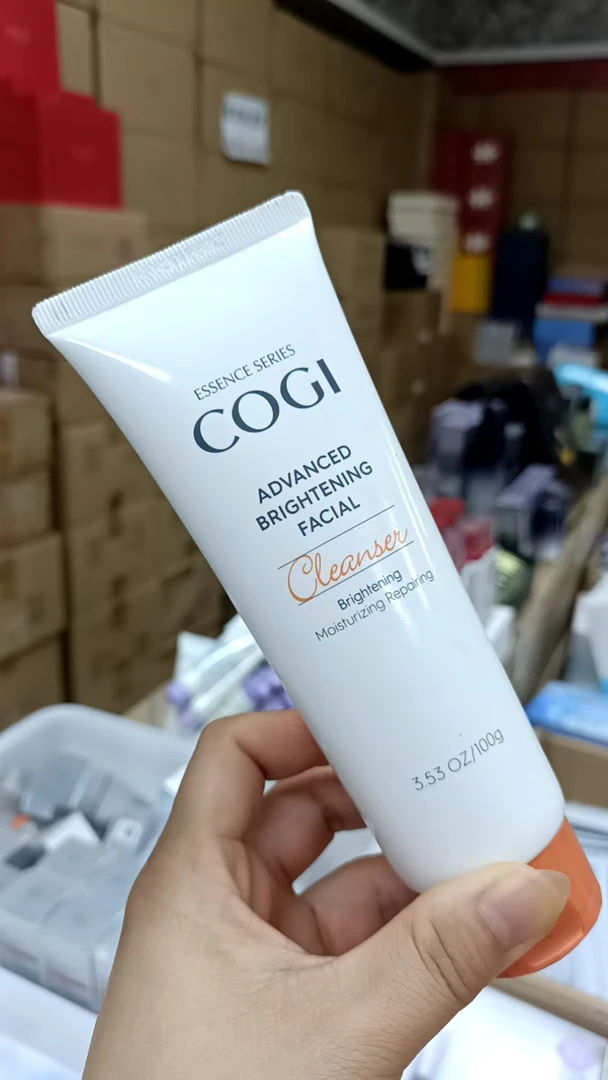 ESSENCE SERIES
COGI
ADVANCED
BRIGHTENING
FACIAL
Cleanser
Brightening
Moisturizing Repairing
3.53 OZ/100g